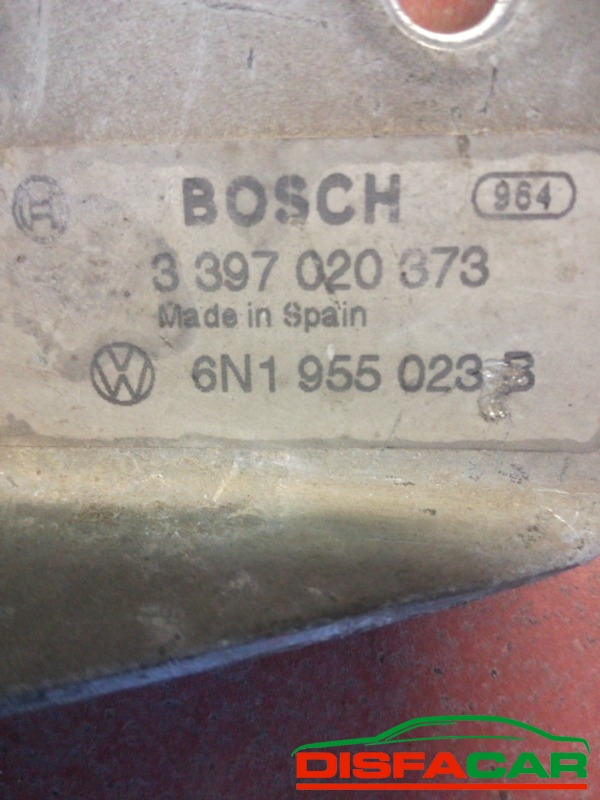 BOSCH 964
3 397 020 373
Made in Spain
6N1 955 023 B
DISFACAR